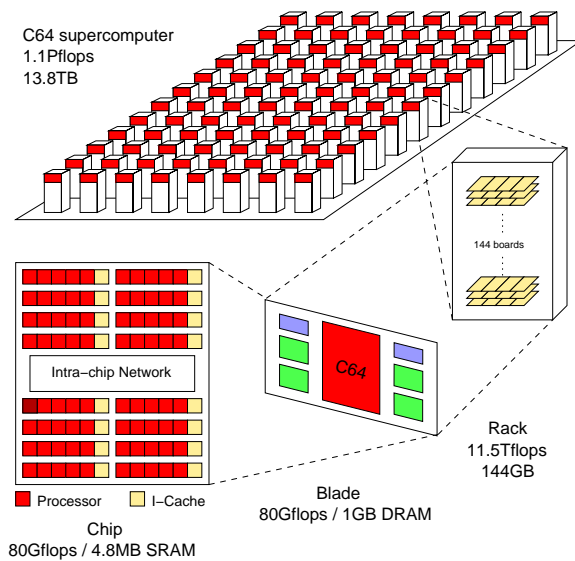 C64 supercomputer
1.1Pflops
13.8TB
144 boards
Intra−chip Network
C64
Rack
11.5Tflops
144GB
Processor
I−Cache
Blade
80Gflops / 1GB DRAM
Chip
80Gflops / 4.8MB SRAM